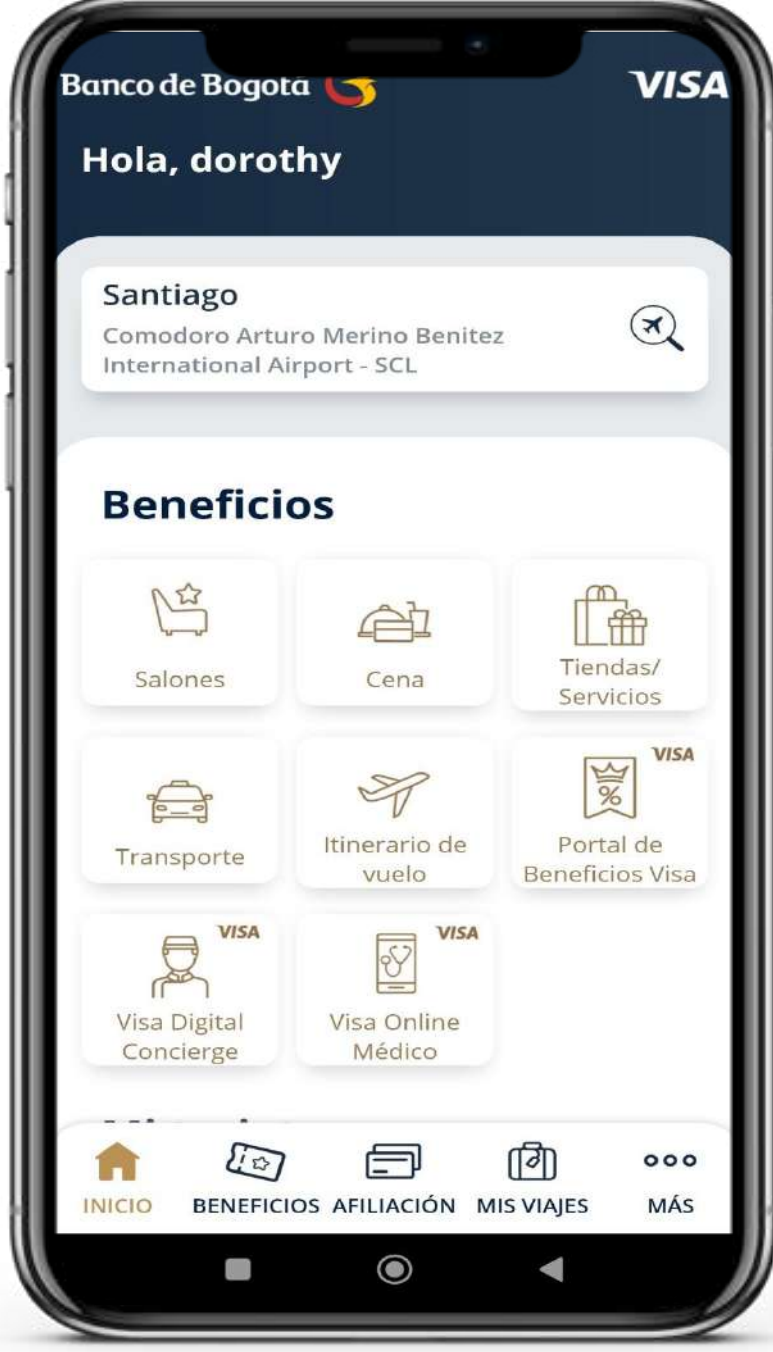 Banco de Bogotá
VISA
Hola, dorothy
Santiago
Comodoro Arturo Merino Benitez
International Airport - SCL
Beneficios
Salones
Cena
Tiendas/
Servicios
Transporte
Itinerario de
vuelo
VISA
Portal de
Beneficios Visa
VISA
Visa Digital
Concierge
VISA
Visa Online
Médico
INICIO
BENEFICIOS
AFILIACIÓN
MIS VIAJES
MÁS